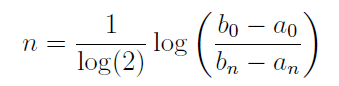 n = \frac{1}{\log(2)} \log \left( \frac{b_0 - a_0}{b_n - a_n} \right)